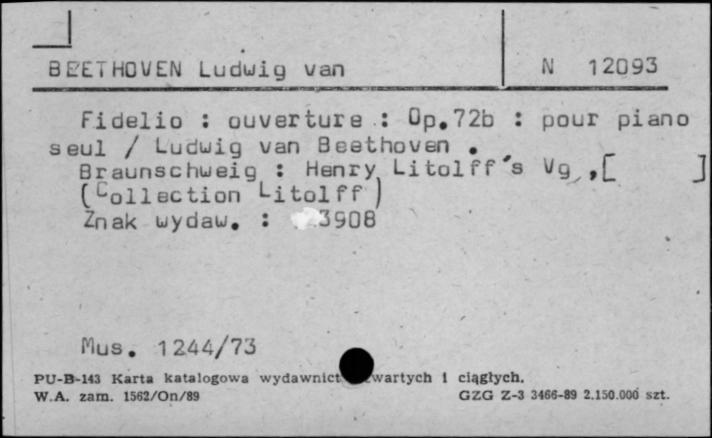 BEETHOVEN Ludwig van N 12093
Fidelio : ouverture : Op.72b : pour piano
seul / Ludwig van Beethoven .
Braunschweig : Henry Litolff's Vg ,[ ]
(Collection Litolff)
Znak wydaw. : 3908
Mus. 1244/73
PU-B-143 Karta katalogowa ciągłych.
W.A. zam. 1562/On/89 GZG Z-3 3466-89 2.150.000 szt.